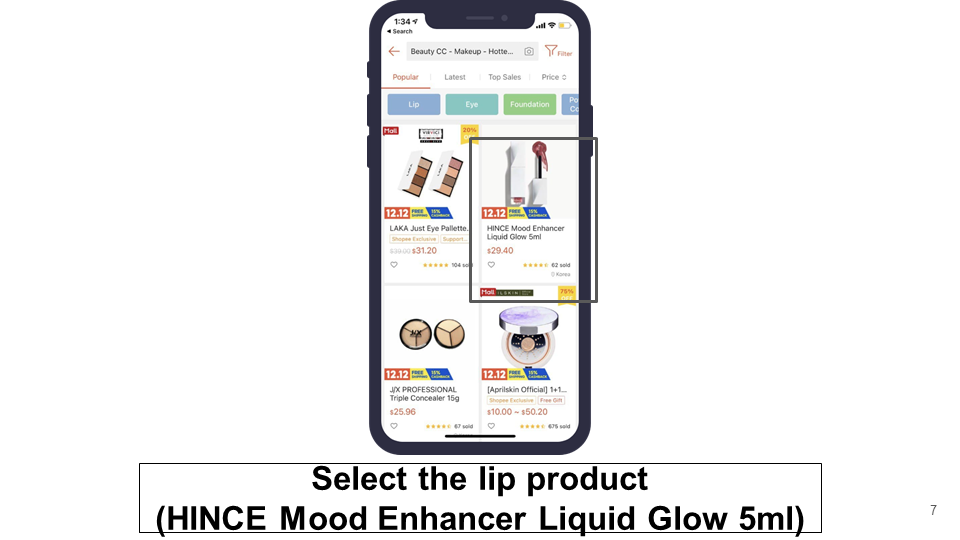 1:34
Search
Beauty CC - Makeup - Hotte...
Filter
Popular
Latest
Top Sales
Price
Lip
Eye
Foundation
Po
Co
Mall
VIBVICI
20%
12.12 FREE SHIPPING 15% CASHBACK
LAKA Just Eye Pallette...
Shopee Exclusive Support...
$39.00 $31.20
104 sold
12.12 FREE SHIPPING 15% CASHBACK
HINCE Mood Enhancer
Liquid Glow 5ml
$29.40
62 sold
Korea
J/X
12.12 FREE SHIPPING 15% CASHBACK
J/X PROFESSIONAL
Triple Concealer 15g
$25.96
67 sold
Mall
ILSKIN
75%
OFF
12.12 FREE SHIPPING 15% CASHBACK
[Aprilskin Official] 1+1...
Shopee Exclusive Free Gift
$10.00 ~ $50.20
675 sold
Select the lip product
(HINCE Mood Enhancer Liquid Glow 5ml)
7